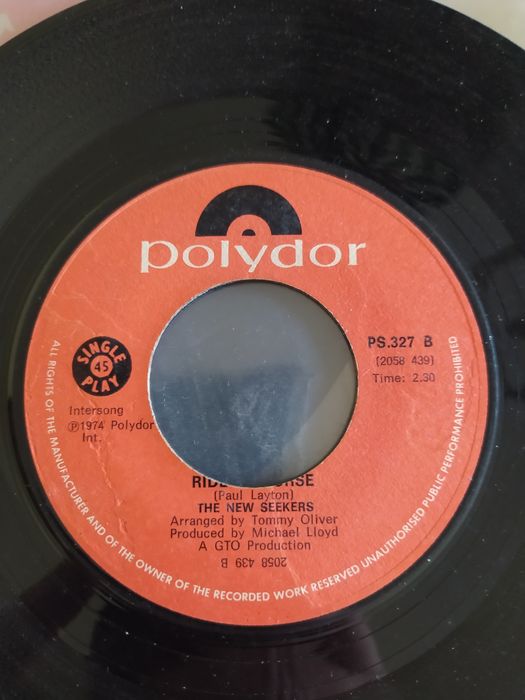 polydor
PS.327 B
(2058 439)
Time: 2.30
SINGLE
45
PLAY
Intersong
Ⓟ1974 Polydor
Int.
(Paul Layton)
THE NEW SEEKERS
Arranged by Tommy Oliver
Produced by Michael Lloyd
A GTO Production
2058 439 B
ALL RIGHTS OF THE MANUFACTURER AND OF THE OWNER OF THE RECORDED WORK RESERVED UNAUTHORISED PUBLIC PERFORMANCE PROHIBITED